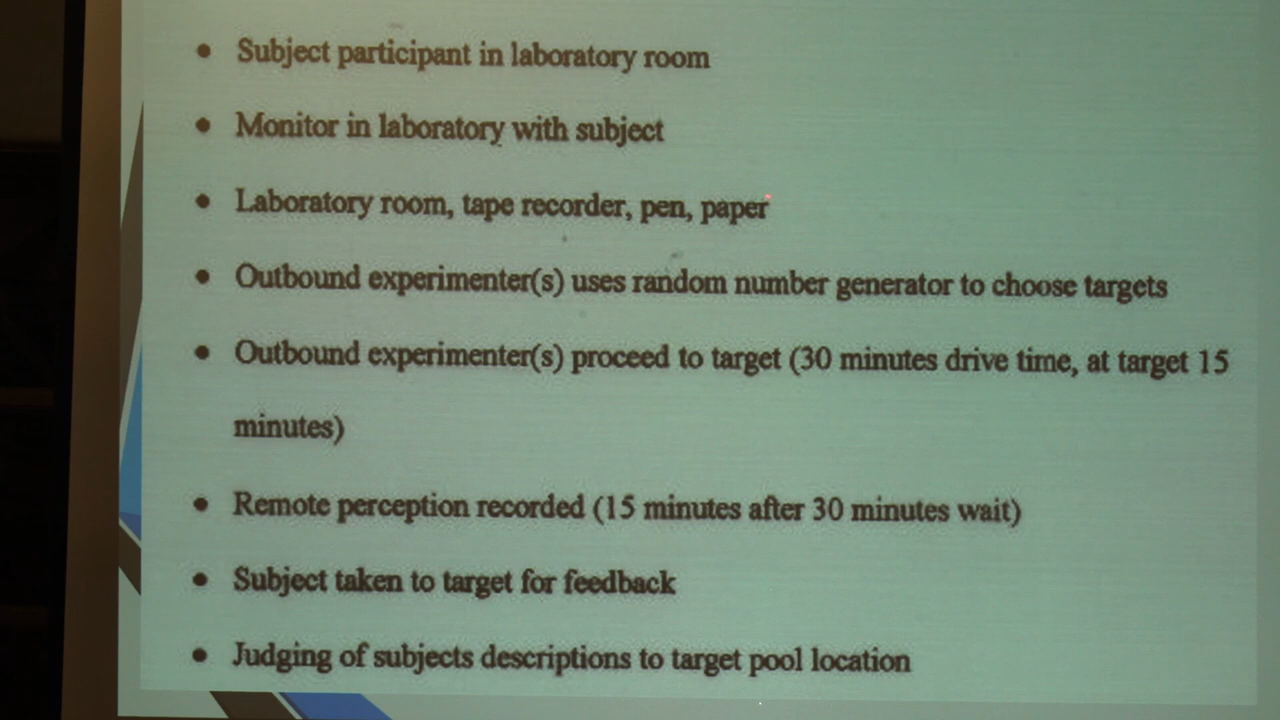 • Subject participant in laboratory room
• Monitor in laboratory with subject
• Laboratory room, tape recorder, pen, paper
• Outbound experimenter(s) uses random number generator to choose targets
• Outbound experimenter(s) proceed to target (30 minutes drive time, at target 15
minutes)
• Remote perception recorded (15 minutes after 30 minutes wait)
• Subject taken to target for feedback
• Judging of subjects descriptions to target pool location